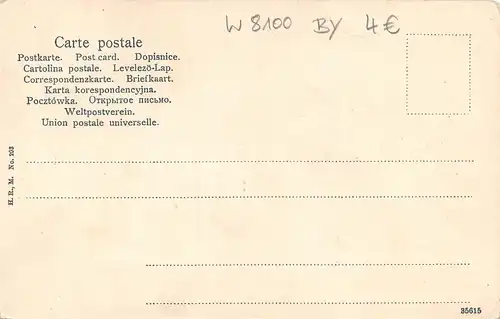 W 8100 BY 4 €
Carte postale
Postkarte. Post card. Dopisnice.
Cartolina postale. Levelező-Lap.
Correspondenzkarte. Briefkaart.
Karta korespondencyjna.
Pocztówka. Открытое письмо.
Weltpostverein.
Union postale universelle.
H. R., M. No. 203
35615